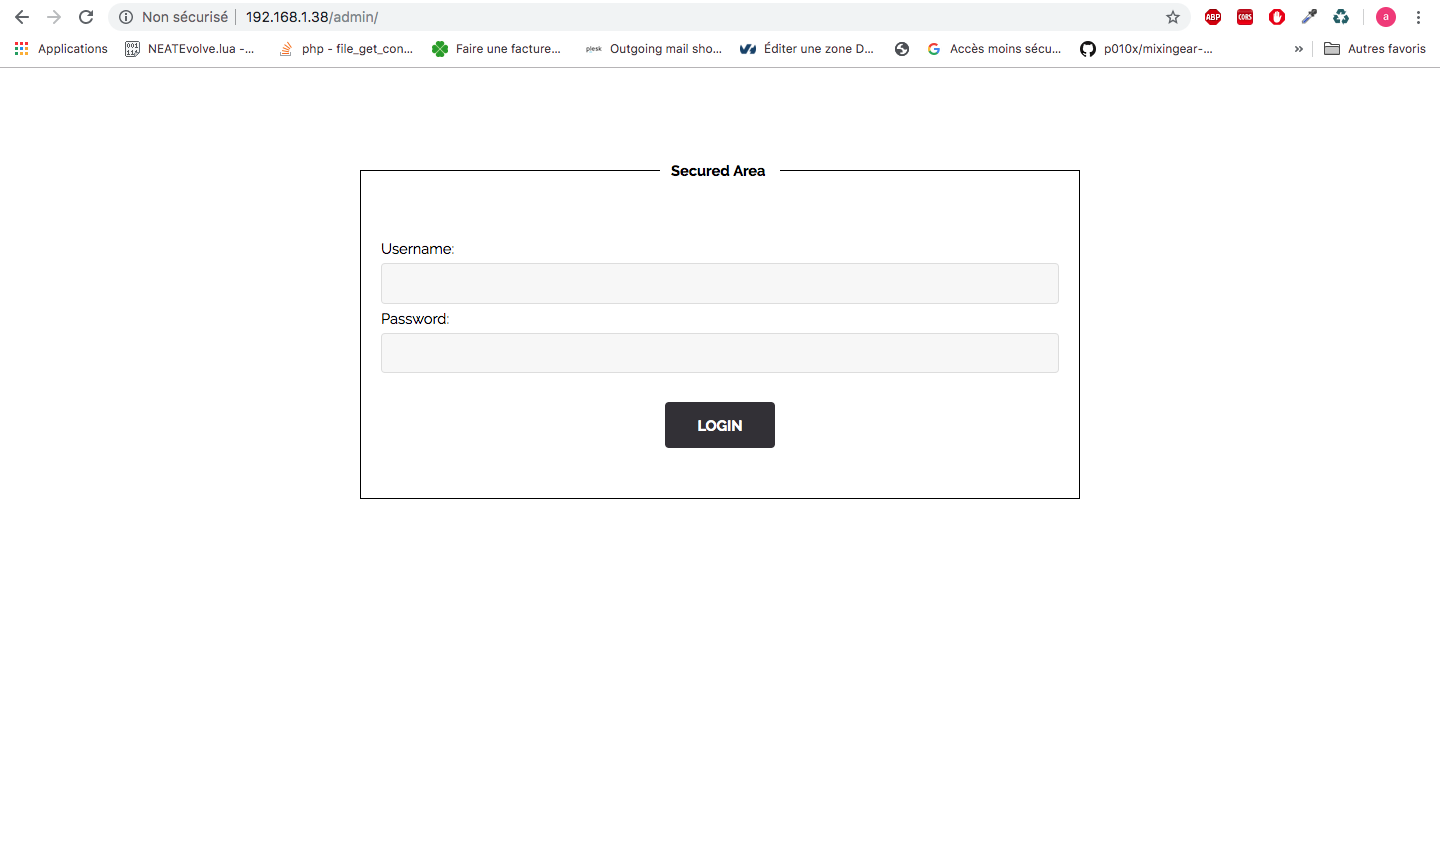 Non sécurisé 192.168.1.38/admin/
ABP CORS a
Applications NEATEvolve.lua -... php - file_get_con... Faire une facture... plesk Outgoing mail sho... Éditer une zone D... Accès moins sécu... p010x/mixingear-... » Autres favoris
Secured Area
Username:
Password:
LOGIN